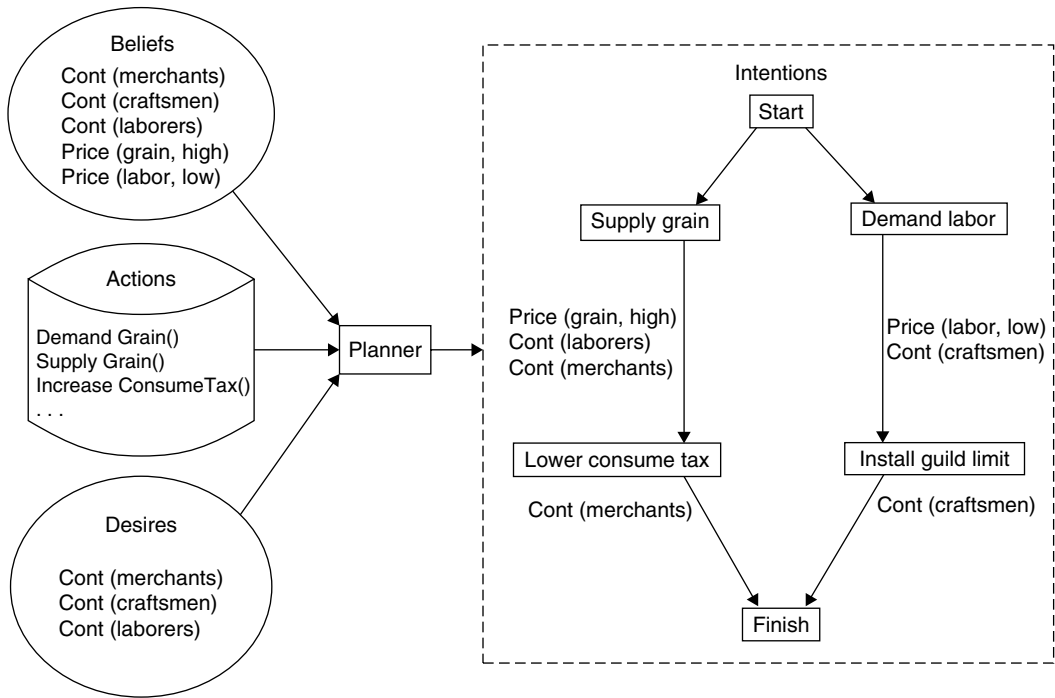 Beliefs
Cont (merchants)
Cont (craftsmen)
Cont (laborers)
Price (grain, high)
Price (labor, low)
Actions
Demand Grain()
Supply Grain()
Increase ConsumeTax()
. . .
Desires
Cont (merchants)
Cont (craftsmen)
Cont (laborers)
Planner
Intentions
Start
Supply grain
Demand labor
Price (grain, high)
Cont (laborers)
Cont (merchants)
Price (labor, low)
Cont (craftsmen)
Lower consume tax
Install guild limit
Cont (merchants)
Cont (craftsmen)
Finish